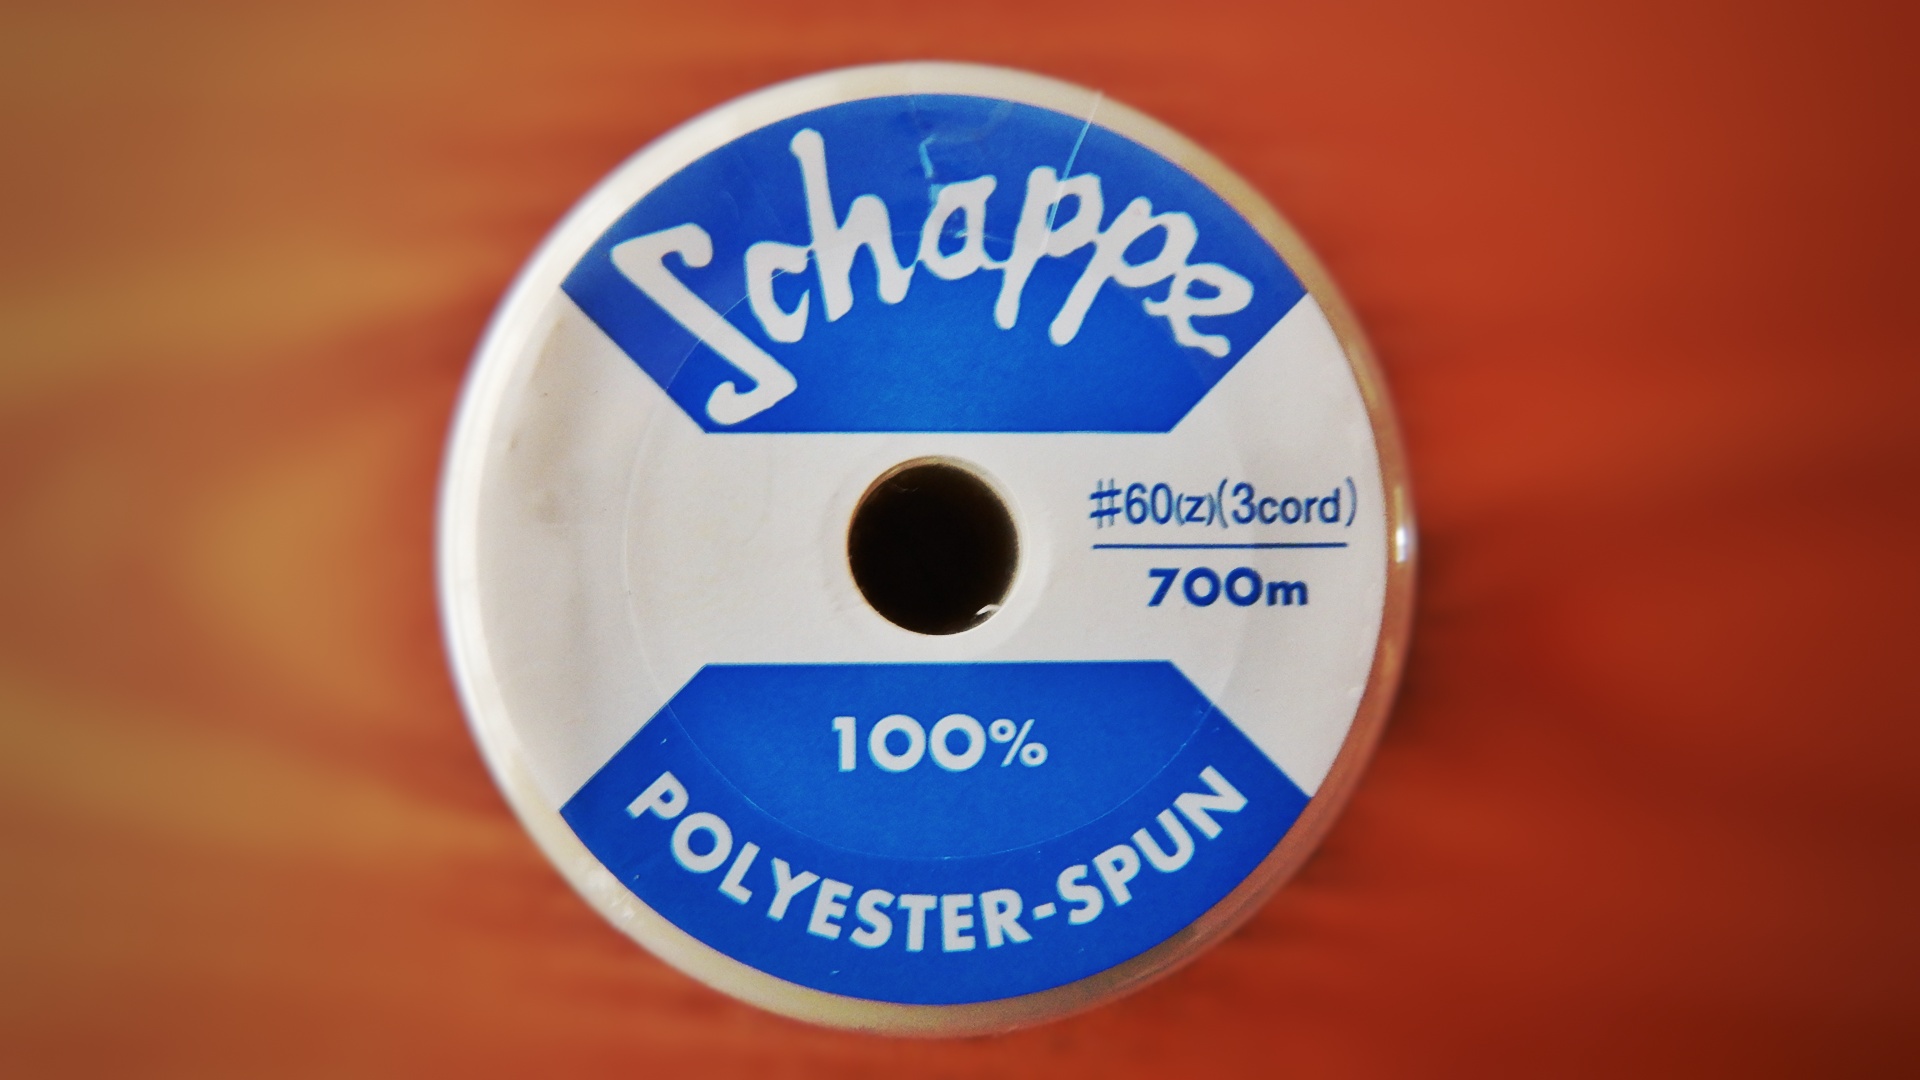 Schappe
#60(z)(3cord)
700m
100%
POLYESTER-SPUN